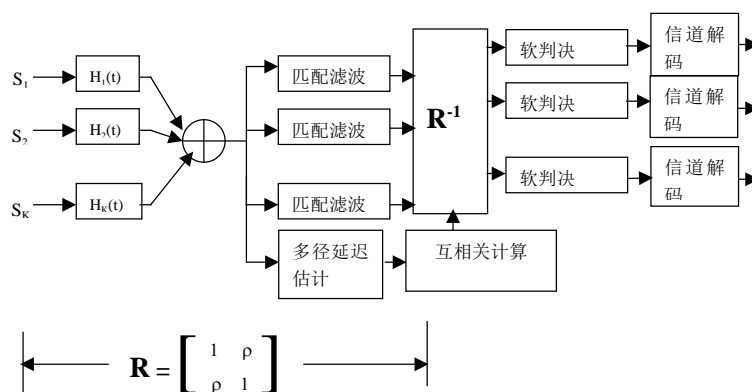 S₁ H₁(t) 匹配滤波 软判决 信道解码
S₂ H₂(t) 匹配滤波 R⁻¹ 软判决 信道解码
S_K H_K(t) 匹配滤波 软判决 信道解码
多径延迟估计 互相关计算
R = [ 1 ρ
ρ 1 ]